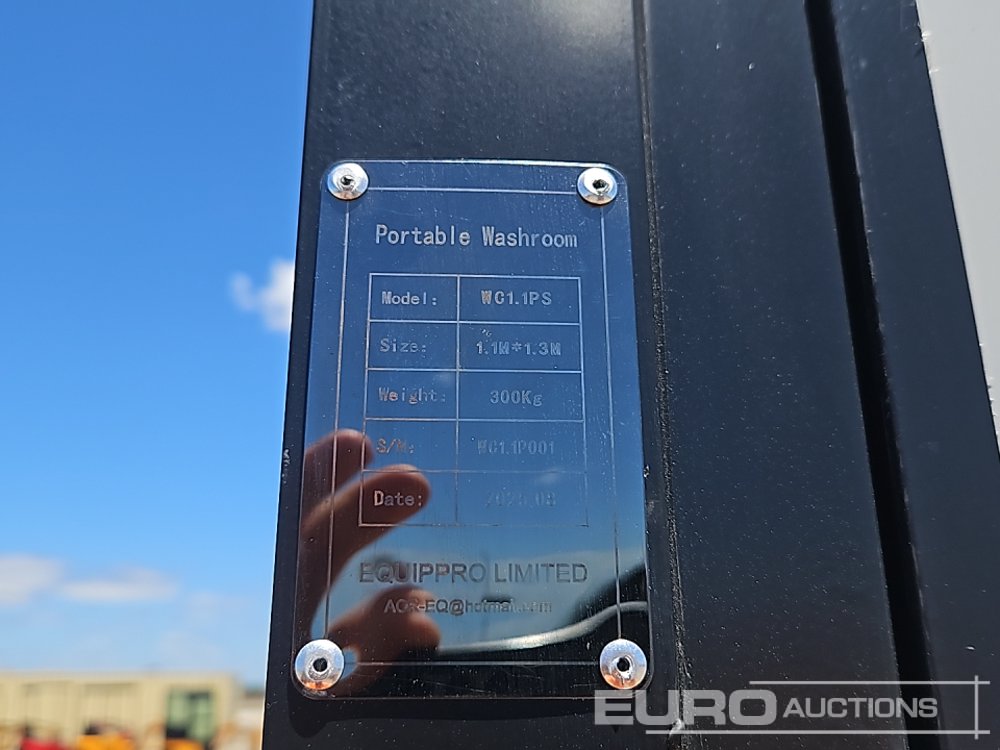 Portable Washroom
Model: WC1.1PS
Size: 1.1M*1.3M
Weight: 300Kg
S/N: WC1.1P001
Date:
EQUIPPRO LIMITED
EURO AUCTIONS